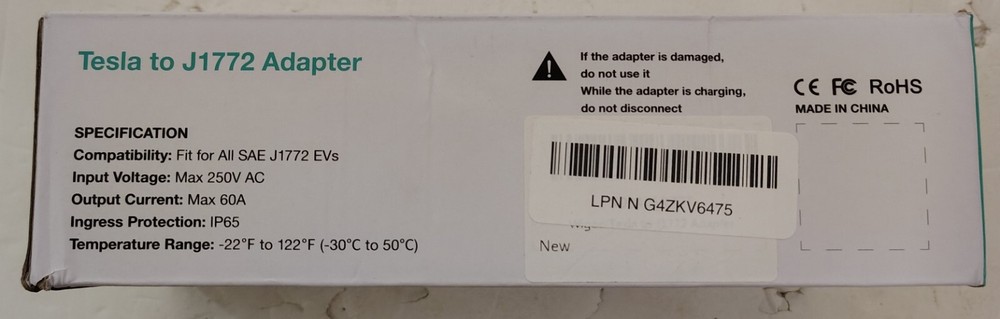 Tesla to J1772 Adapter
SPECIFICATION
Compatibility: Fit for All SAE J1772 EVs
Input Voltage: Max 250V AC
Output Current: Max 60A
Ingress Protection: IP65
Temperature Range: -22°F to 122°F (-30°C to 50°C)
If the adapter is damaged,
do not use it
While the adapter is charging,
do not disconnect
CE FC RoHS
MADE IN CHINA
LPN N G4ZKV6475
New